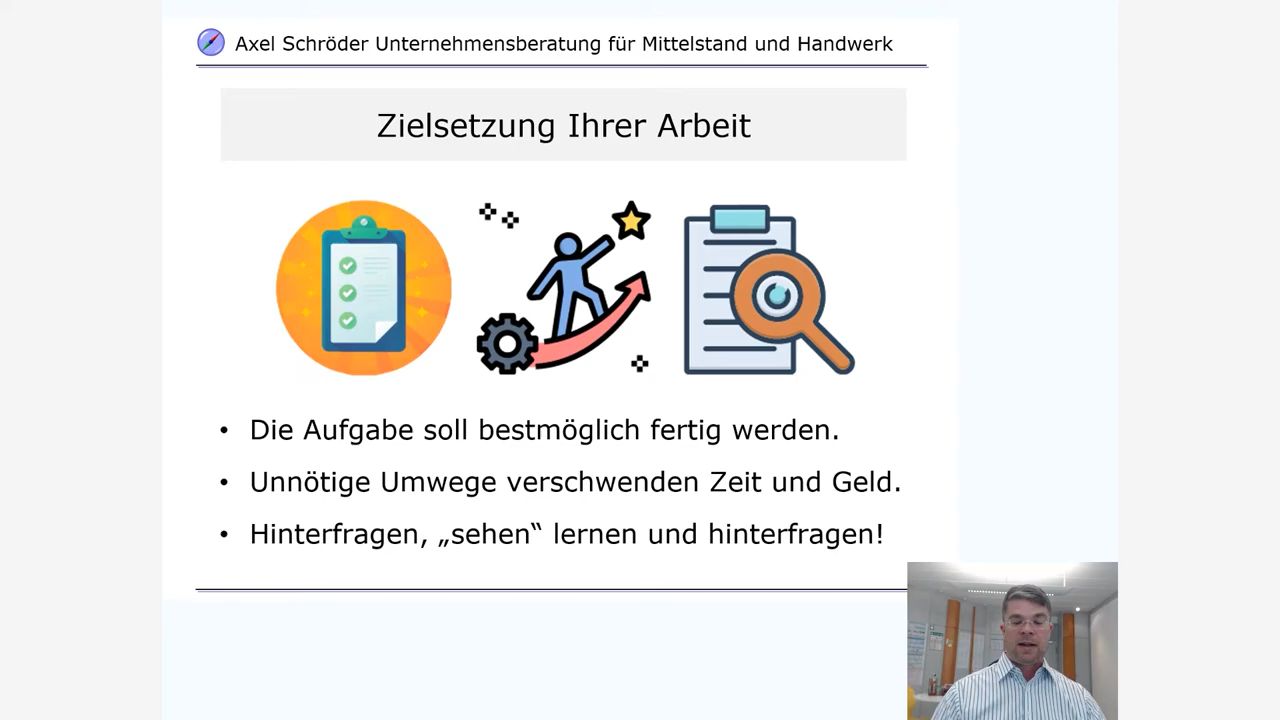 Axel Schröder Unternehmensberatung für Mittelstand und Handwerk
Zielsetzung Ihrer Arbeit
• Die Aufgabe soll bestmöglich fertig werden.
• Unnötige Umwege verschwenden Zeit und Geld.
• Hinterfragen, „sehen“ lernen und hinterfragen!